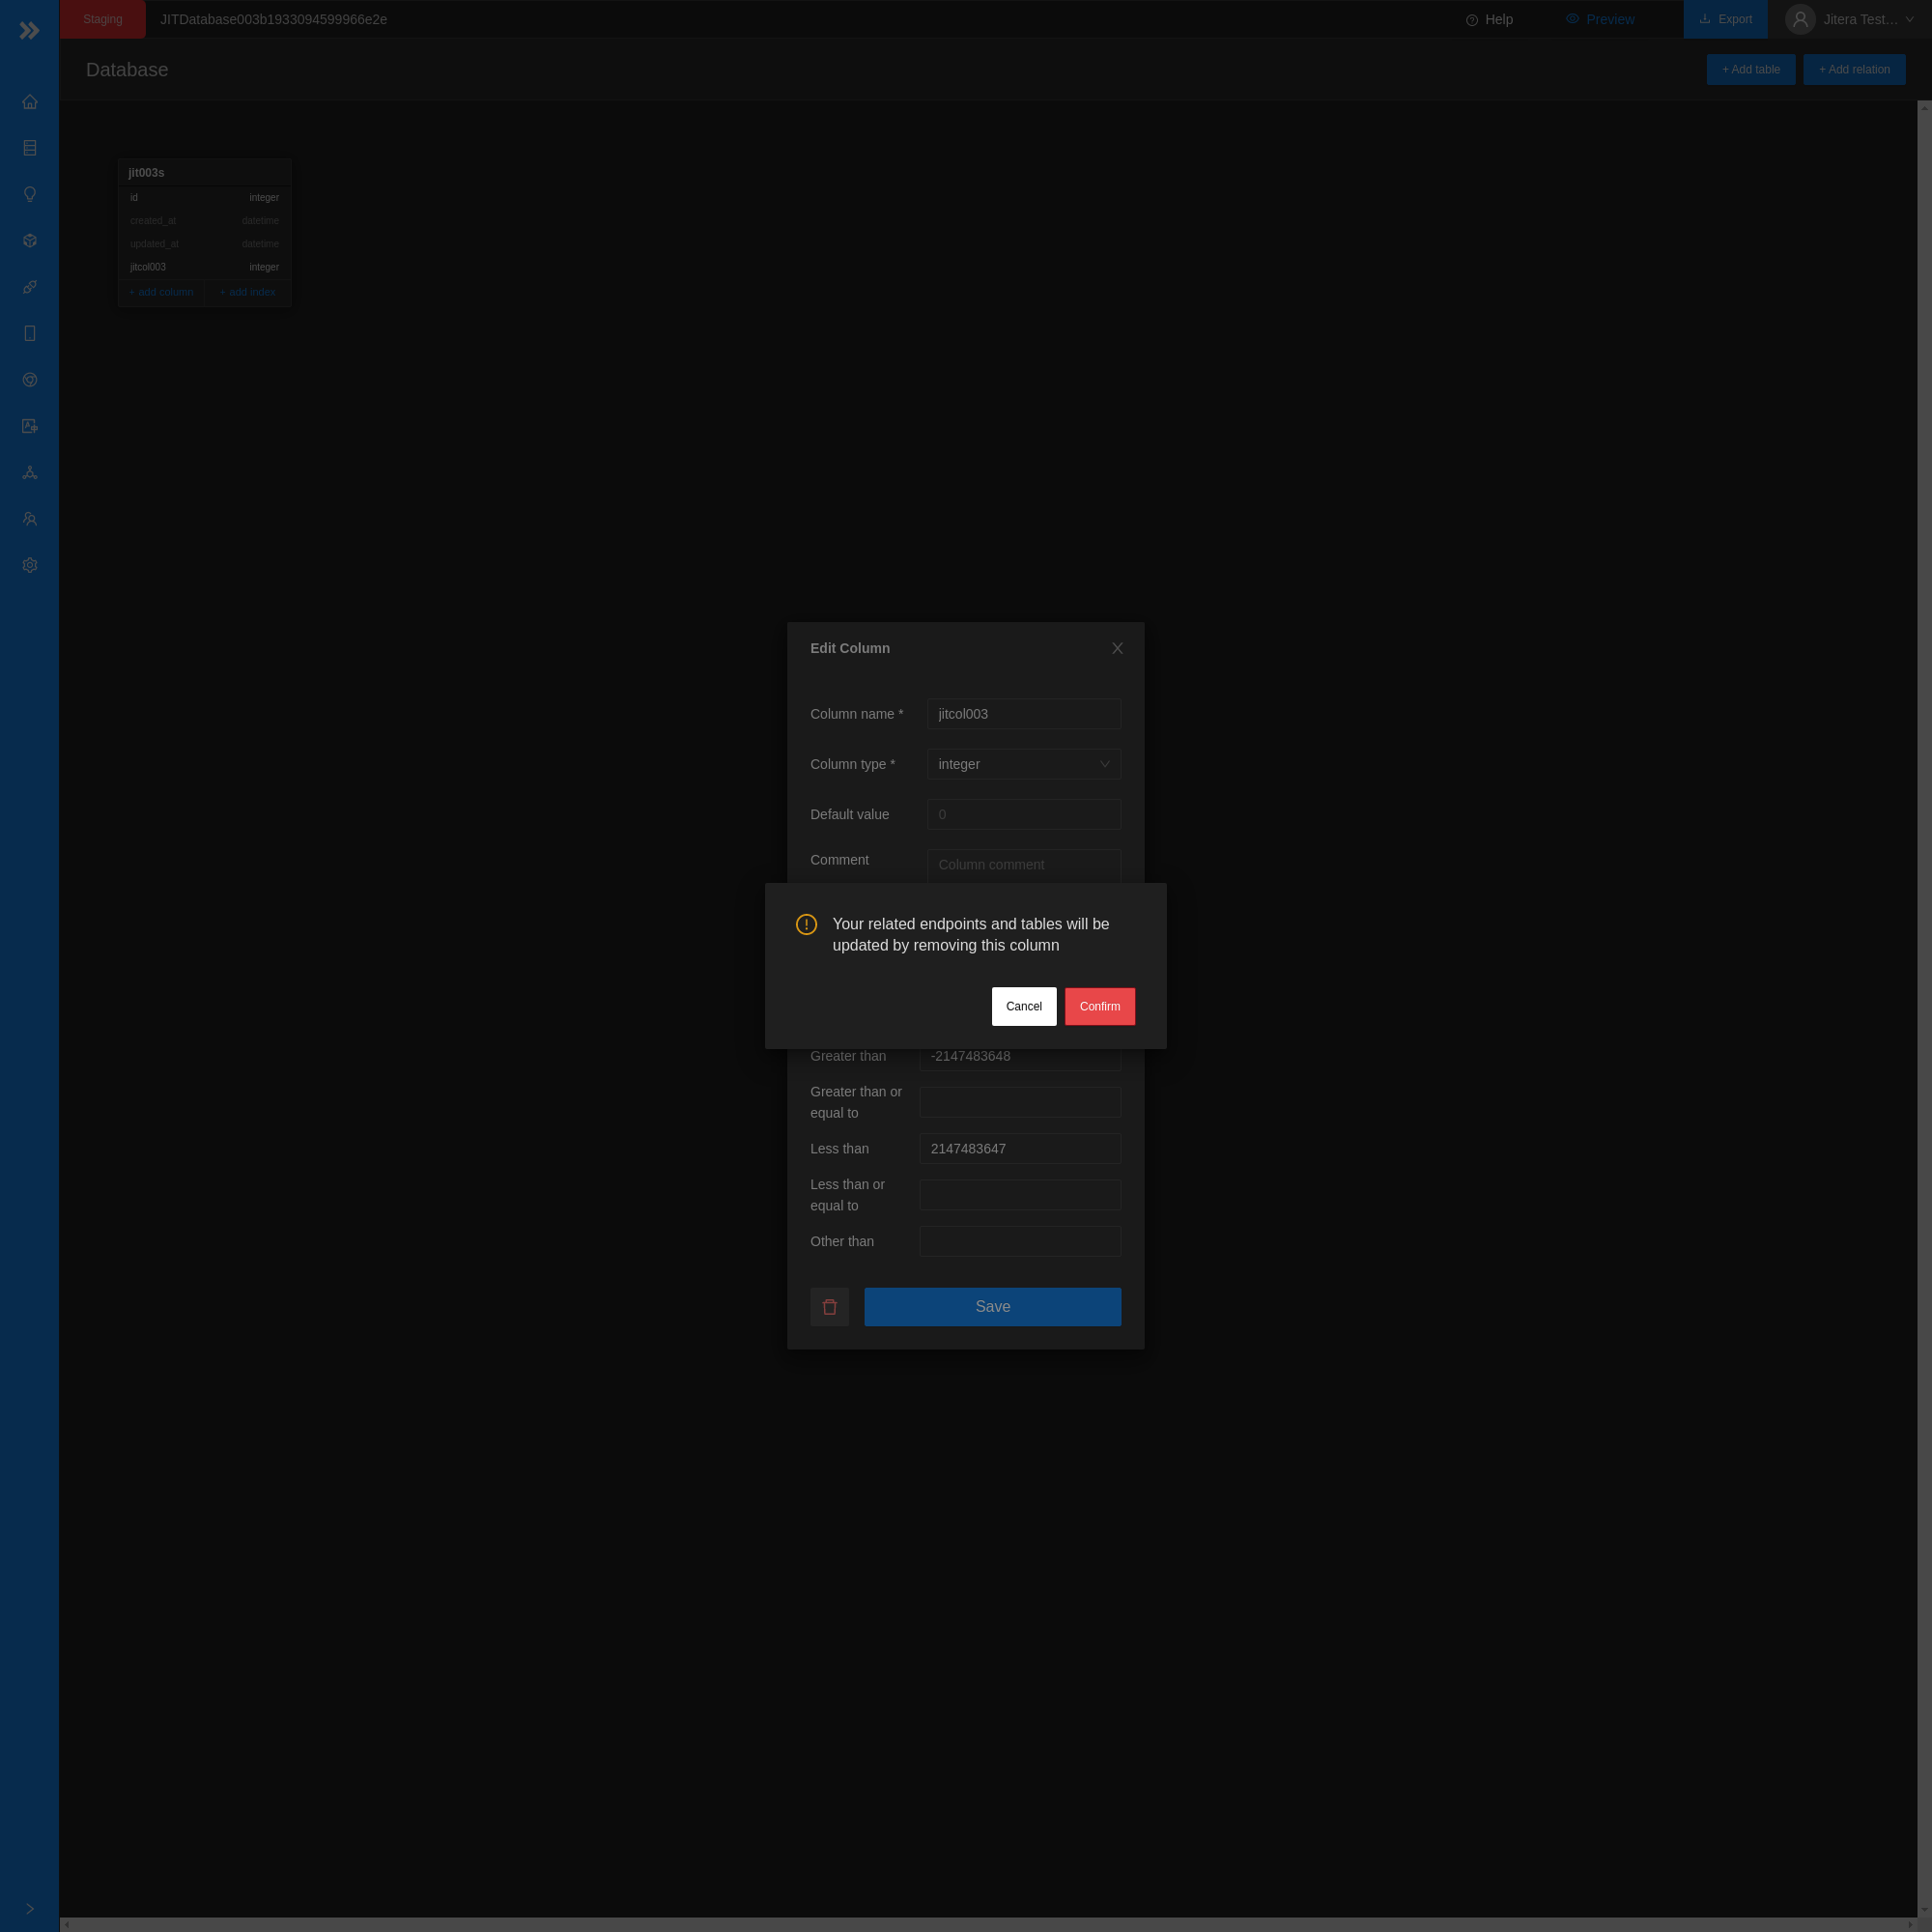 Staging
JITDatabase003b1933094599966e2e
Help
Preview
Export
Jitera Test…
Database
+ Add table
+ Add relation
jit003s
id integer
created_at datetime
updated_at datetime
jitcol003 integer
+ add column + add index
Edit Column
Column name * jitcol003
Column type * integer
Default value 0
Comment Column comment
Your related endpoints and tables will be
updated by removing this column
Cancel Confirm
Greater than -2147483648
Greater than or
equal to
Less than 2147483647
Less than or
equal to
Other than
Save